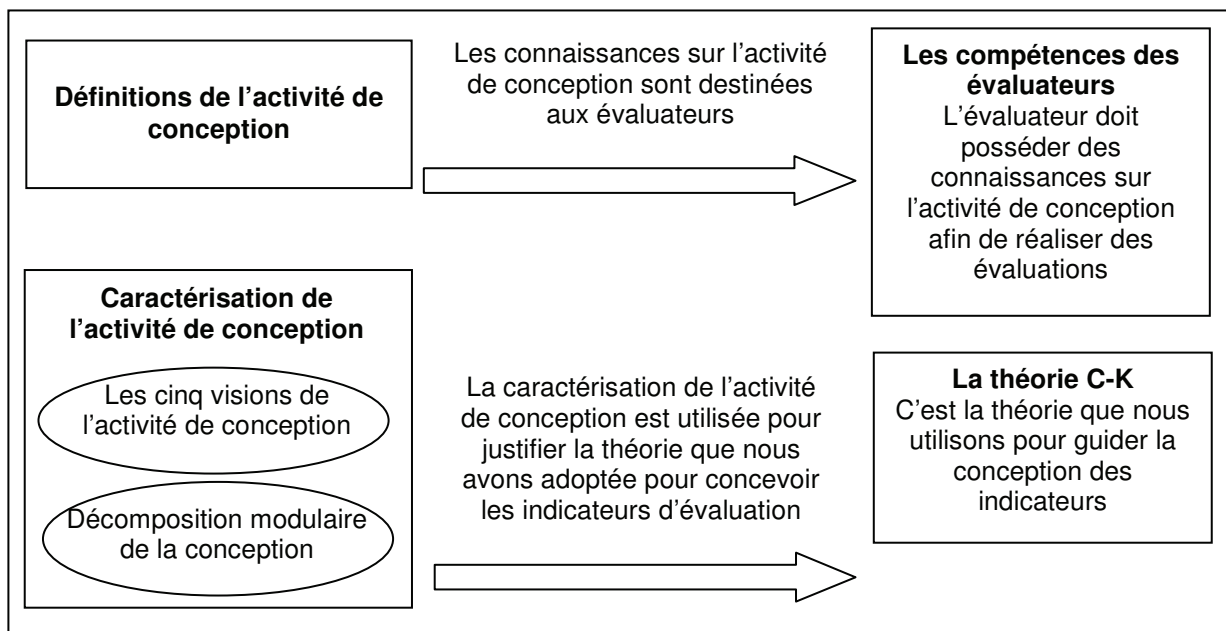 Définitions de l’activité de
conception
Les connaissances sur l’activité
de conception sont destinées
aux évaluateurs
Les compétences des
évaluateurs
L’évaluateur doit
posséder des
connaissances sur
l’activité de conception
afin de réaliser des
évaluations
Caractérisation de
l’activité de conception
Les cinq visions de
l’activité de conception
Décomposition modulaire
de la conception
La caractérisation de l’activité
de conception est utilisée pour
justifier la théorie que nous
avons adoptée pour concevoir
les indicateurs d’évaluation
La théorie C-K
C’est la théorie que nous
utilisons pour guider la
conception des
indicateurs